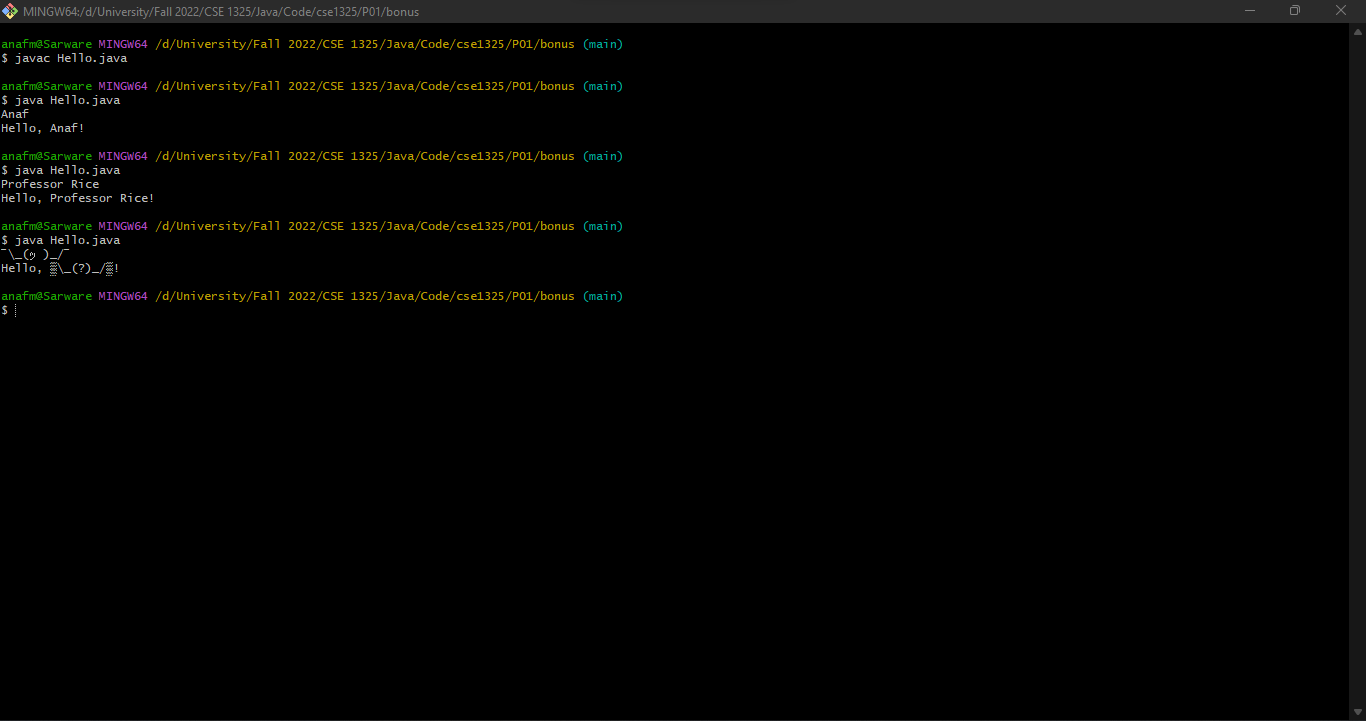 MINGW64:/d/University/Fall 2022/CSE 1325/Java/Code/cse1325/P01/bonus
anafm@Sarware MINGW64 /d/University/Fall 2022/CSE 1325/Java/Code/cse1325/P01/bonus (main)
$ javac Hello.java
anafm@Sarware MINGW64 /d/University/Fall 2022/CSE 1325/Java/Code/cse1325/P01/bonus (main)
$ java Hello.java
Anaf
Hello, Anaf!
anafm@Sarware MINGW64 /d/University/Fall 2022/CSE 1325/Java/Code/cse1325/P01/bonus (main)
$ java Hello.java
Professor Rice
Hello, Professor Rice!
anafm@Sarware MINGW64 /d/University/Fall 2022/CSE 1325/Java/Code/cse1325/P01/bonus (main)
$ java Hello.java
¯\_(ツ)_/¯
Hello, ▒\_(?)_/▒!
anafm@Sarware MINGW64 /d/University/Fall 2022/CSE 1325/Java/Code/cse1325/P01/bonus (main)
$